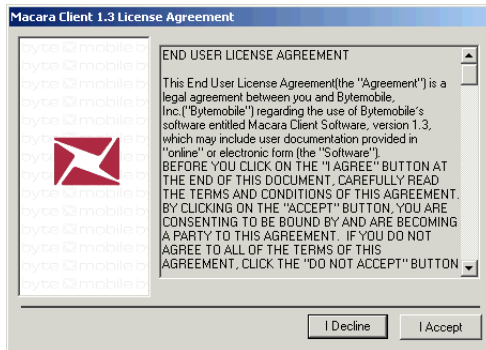 Macara Client 1.3 License Agreement
END USER LICENSE AGREEMENT
This End User License Agreement(the "Agreement") is a
legal agreement between you and Bytemobile,
Inc.("Bytemobile") regarding the use of Bytemobile's
software entitled Macara Client Software, version 1.3,
which may include user documentation provided in
"online" or electronic form (the "Software").
BEFORE YOU CLICK ON THE "I AGREE" BUTTON AT
THE END OF THIS DOCUMENT, CAREFULLY READ
THE TERMS AND CONDITIONS OF THIS AGREEMENT.
BY CLICKING ON THE "ACCEPT" BUTTON, YOU ARE
CONSENTING TO BE BOUND BY AND ARE BECOMING
A PARTY TO THIS AGREEMENT. IF YOU DO NOT
AGREE TO ALL OF THE TERMS OF THIS
AGREEMENT, CLICK THE "DO NOT ACCEPT" BUTTON
I Decline
I Accept